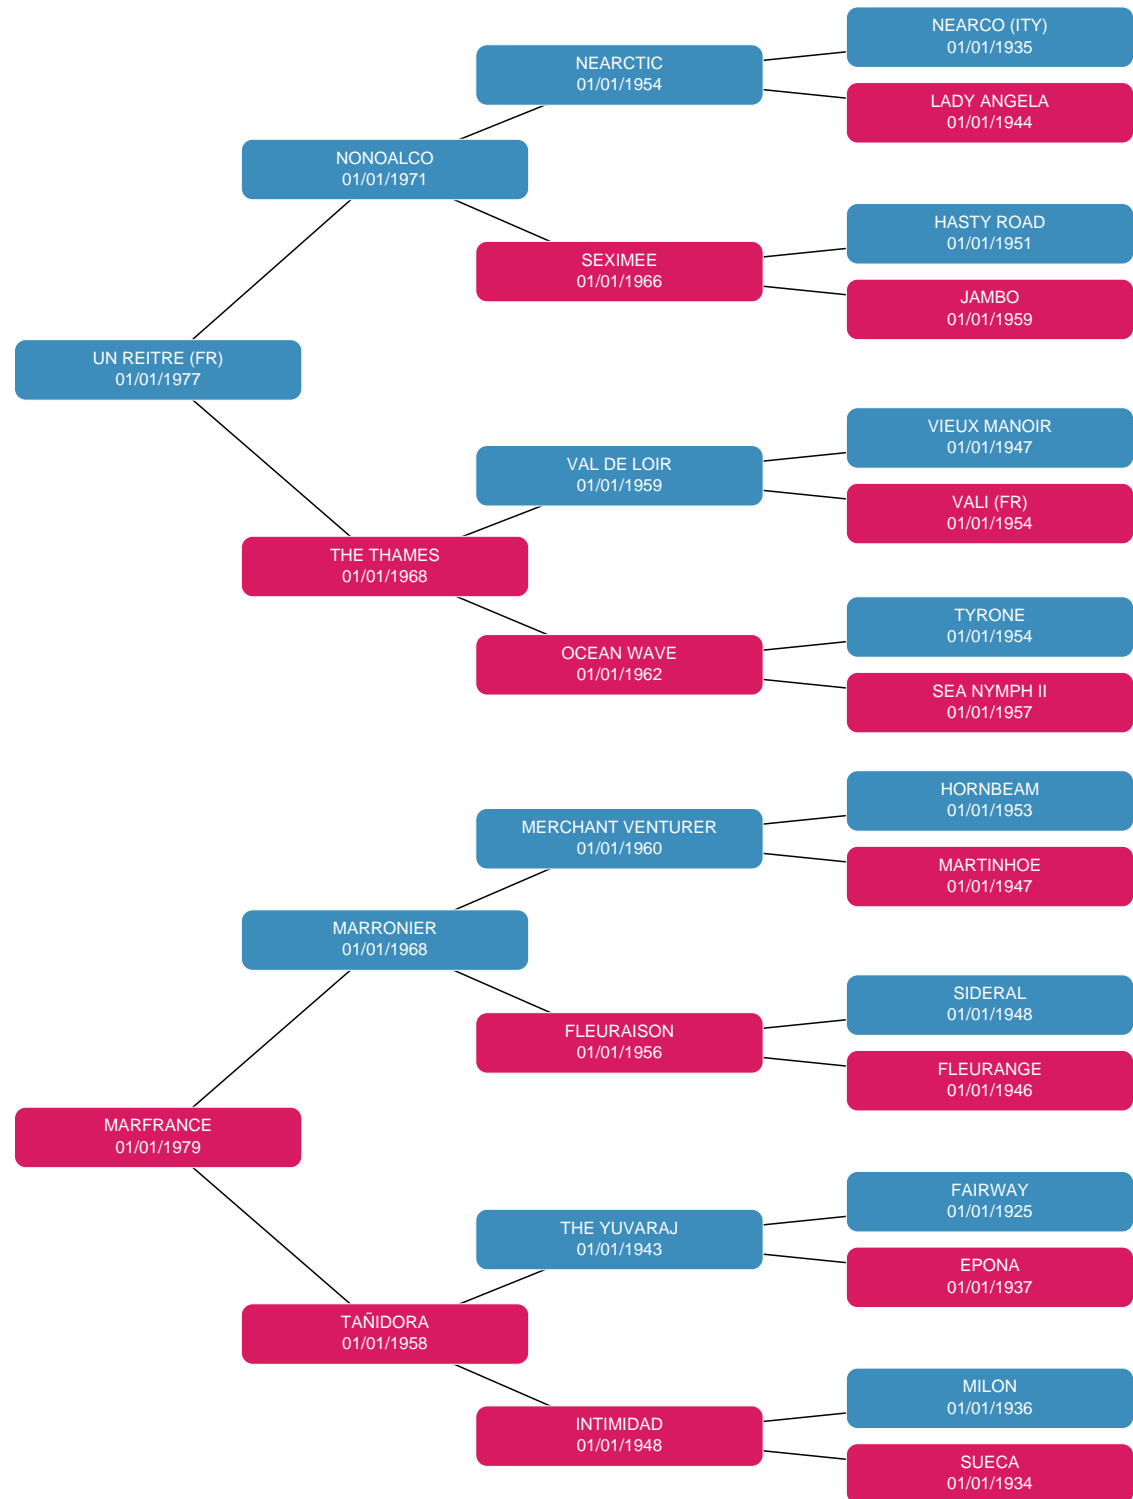 NEARCO (ITY)
01/01/1935
NEARCTIC
01/01/1954
LADY ANGELA
01/01/1944
NONOALCO
01/01/1971
HASTY ROAD
01/01/1951
SEXIMEE
01/01/1966
JAMBO
01/01/1959
UN REITRE (FR)
01/01/1977
VIEUX MANOIR
01/01/1947
VAL DE LOIR
01/01/1959
VALI (FR)
01/01/1954
THE THAMES
01/01/1968
TYRONE
01/01/1954
OCEAN WAVE
01/01/1962
SEA NYMPH II
01/01/1957
HORNBEAM
01/01/1953
MERCHANT VENTURER
01/01/1960
MARTINHOE
01/01/1947
MARRONIER
01/01/1968
SIDERAL
01/01/1948
FLEURAISON
01/01/1956
FLEURANGE
01/01/1946
MARFRANCE
01/01/1979
FAIRWAY
01/01/1925
THE YUVARAJ
01/01/1943
EPONA
01/01/1937
TAÑIDORA
01/01/1958
MILON
01/01/1936
INTIMIDAD
01/01/1948
SUECA
01/01/1934